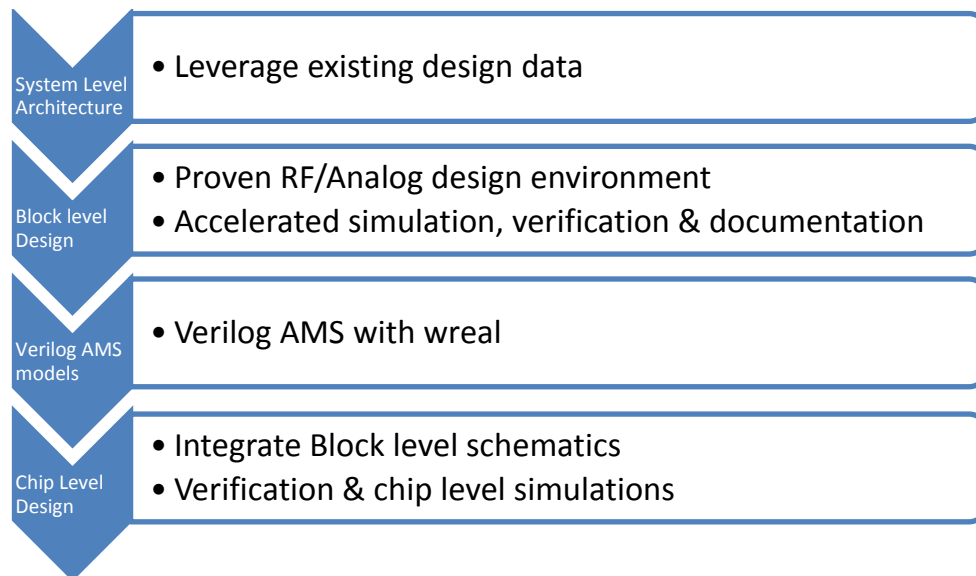 System Level
Architecture
• Leverage existing design data
Block level
Design
• Proven RF/Analog design environment
• Accelerated simulation, verification & documentation
Verilog AMS
models
• Verilog AMS with wreal
Chip Level
Design
• Integrate Block level schematics
• Verification & chip level simulations